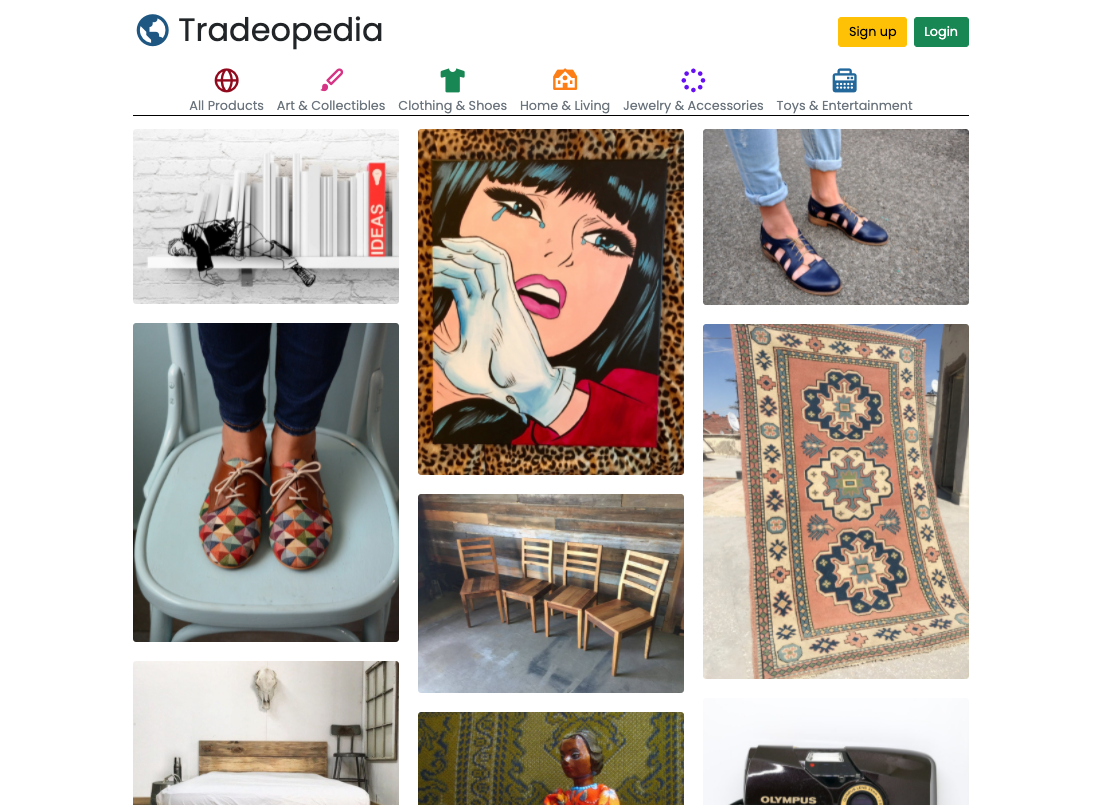 Tradeopedia
Sign up
Login
All Products
Art & Collectibles
Clothing & Shoes
Home & Living
Jewelry & Accessories
Toys & Entertainment
IDEAS
OLYMPUS